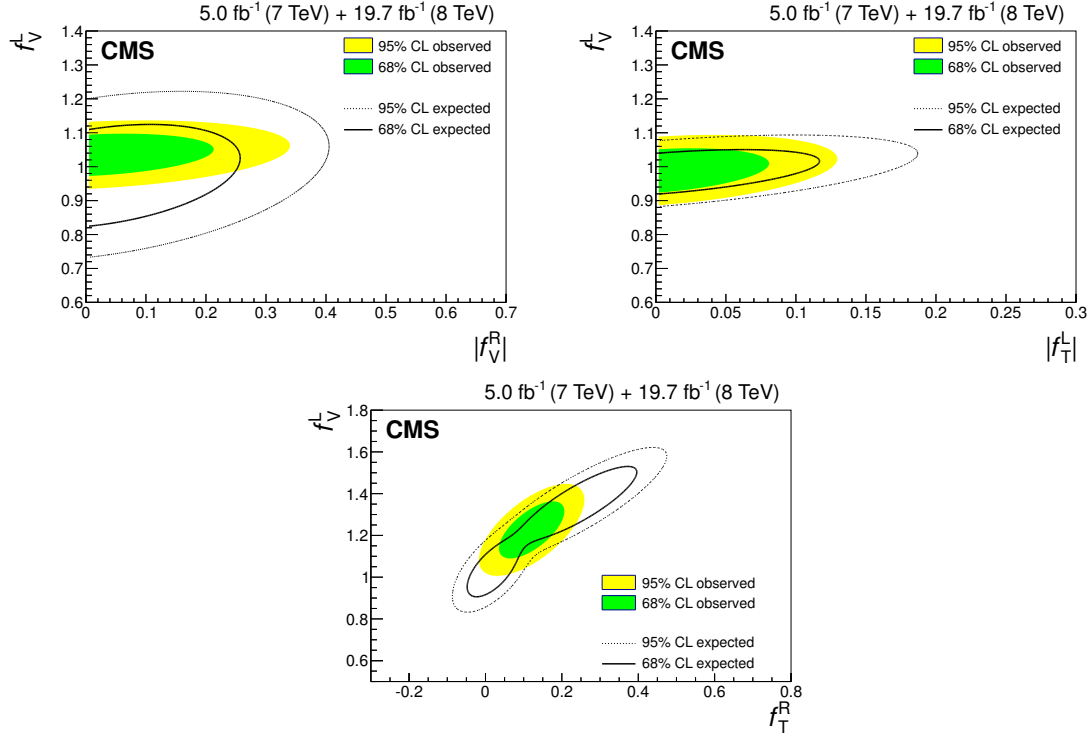 5.0 fb⁻¹ (7 TeV) + 19.7 fb⁻¹ (8 TeV)
f_V^L
CMS
95% CL observed
68% CL observed
95% CL expected
68% CL expected
1.4
1.3
1.2
1.1
1
0.9
0.8
0.7
0.6
0 0.1 0.2 0.3 0.4 0.5 0.6 0.7
|f_V^R|
5.0 fb⁻¹ (7 TeV) + 19.7 fb⁻¹ (8 TeV)
f_V^L
CMS
95% CL observed
68% CL observed
95% CL expected
68% CL expected
1.4
1.3
1.2
1.1
1
0.9
0.8
0.7
0.6
0 0.05 0.1 0.15 0.2 0.25 0.3
|f_T^L|
5.0 fb⁻¹ (7 TeV) + 19.7 fb⁻¹ (8 TeV)
f_V^L
CMS
1.8
1.6
1.4
1.2
1
0.8
0.6
95% CL observed
68% CL observed
95% CL expected
68% CL expected
-0.2 0 0.2 0.4 0.6 0.8
f_T^R